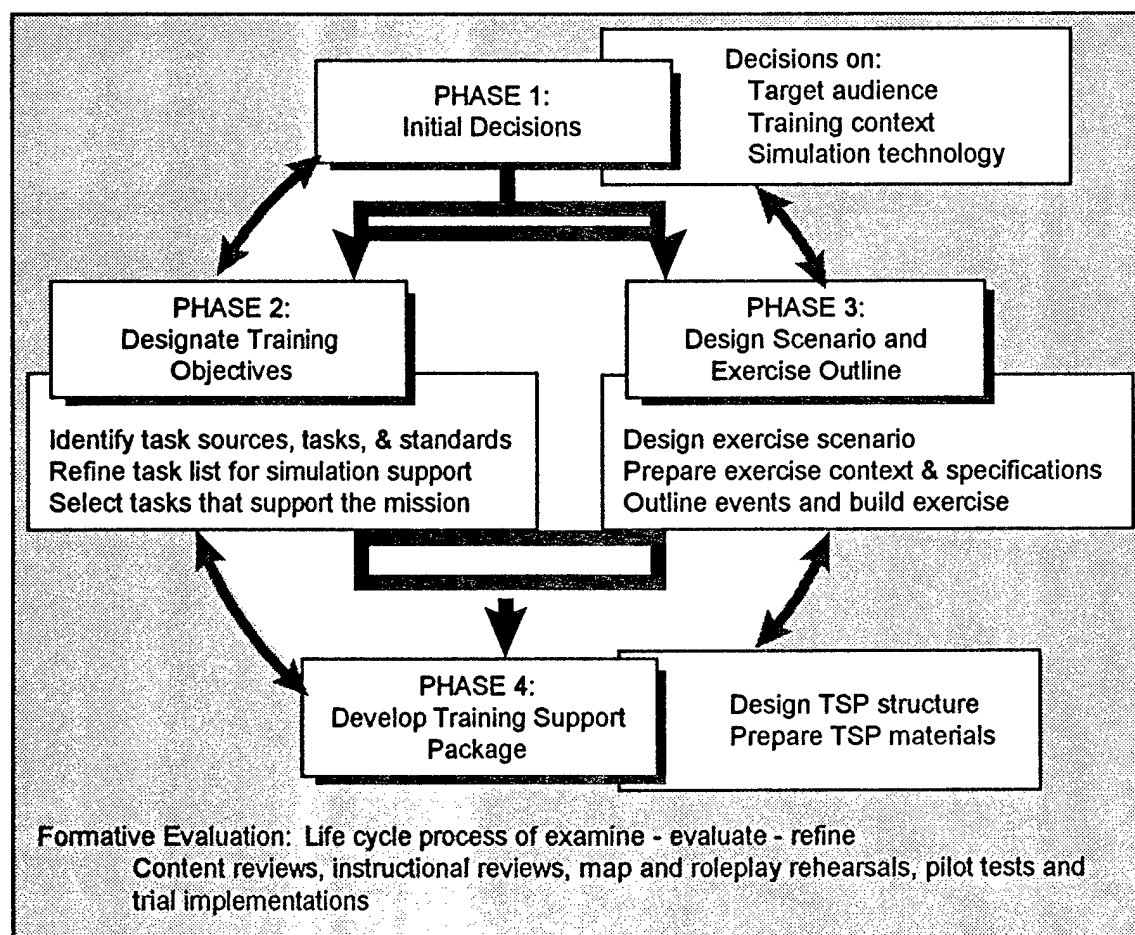 PHASE 1:
Initial Decisions
Decisions on:
Target audience
Training context
Simulation technology
PHASE 2:
Designate Training
Objectives
Identify task sources, tasks, & standards
Refine task list for simulation support
Select tasks that support the mission
PHASE 3:
Design Scenario and
Exercise Outline
Design exercise scenario
Prepare exercise context & specifications
Outline events and build exercise
PHASE 4:
Develop Training Support
Package
Design TSP structure
Prepare TSP materials
Formative Evaluation: Life cycle process of examine - evaluate - refine
Content reviews, instructional reviews, map and roleplay rehearsals, pilot tests and
trial implementations